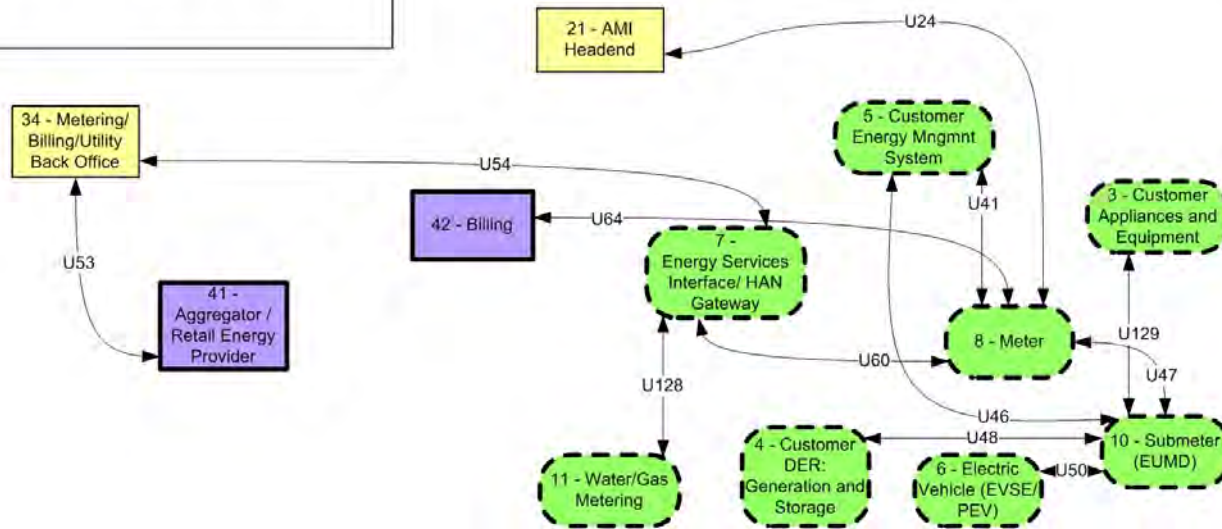 21 - AMI
Headend
U24
34 - Metering/
Billing/Utility
Back Office
5 - Customer
Energy Mngmnt
System
U54
3 - Customer
Appliances and
Equipment
42 - Billing
U64
U41
7 -
Energy Services
Interface/ HAN
Gateway
U53
41 -
Aggregator /
Retail Energy
Provider
8 - Meter
U129
U60
U47
U128
U46
U48
4 - Customer
DER:
Generation and
Storage
10 - Submeter
(EUMD)
11 - Water/Gas
Metering
6 - Electric
Vehicle (EVSE/
PEV)
U50